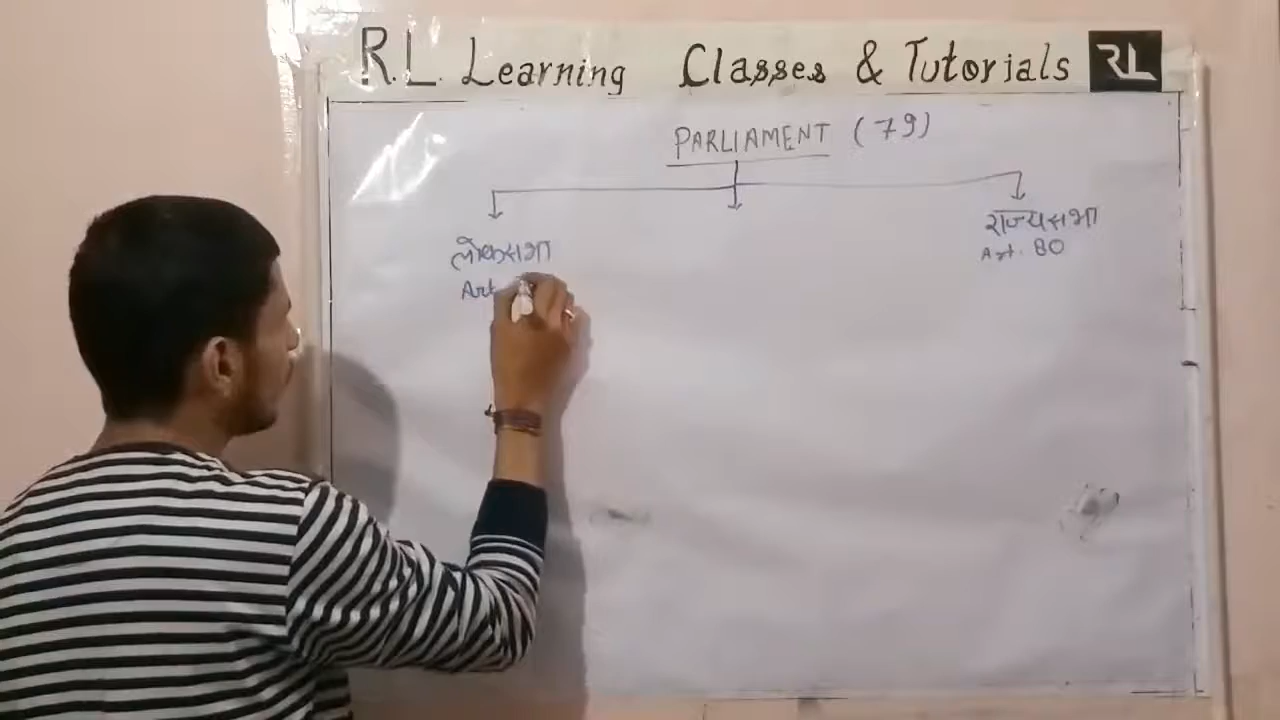 R.L. Learning Classes & Tutorials RL
PARLIAMENT (79)
लोकसभा राज्यसभा
Art. 80
Art